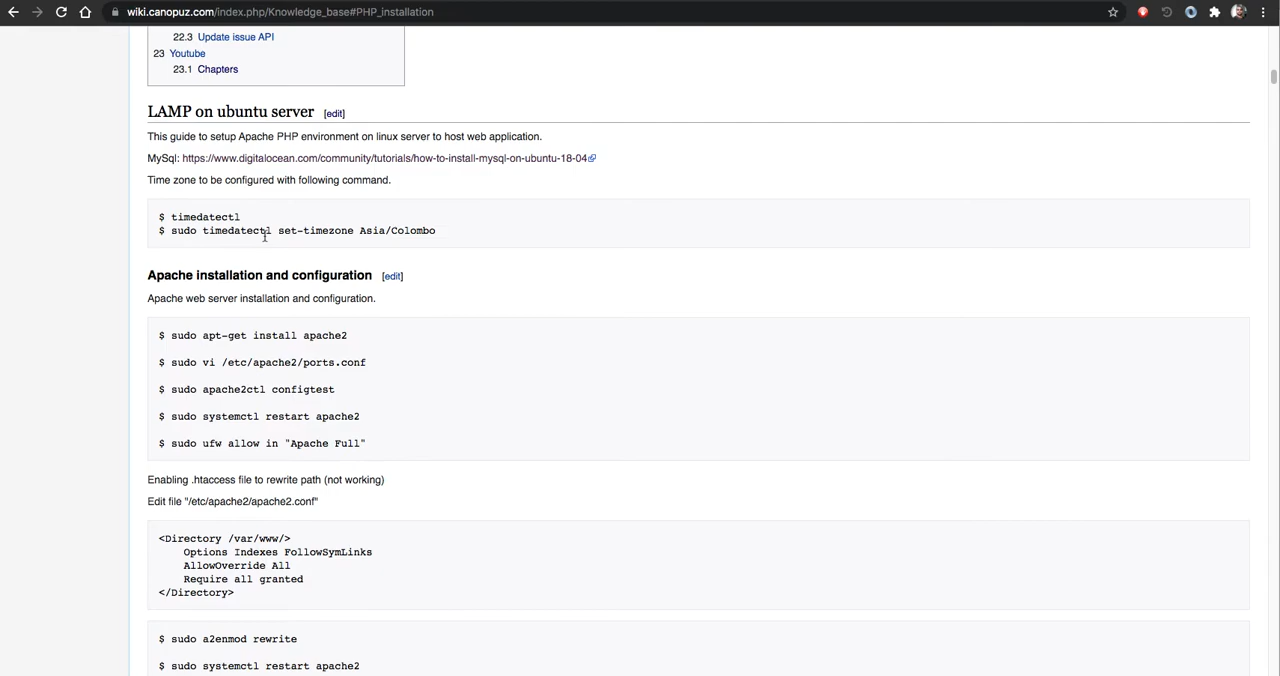 wiki.canopuz.com/index.php/Knowledge_base#PHP_installation
22.3 Update issue API
23 Youtube
23.1 Chapters
LAMP on ubuntu server [edit]
This guide to setup Apache PHP environment on linux server to host web application.
MySql: https://www.digitalocean.com/community/tutorials/how-to-install-mysql-on-ubuntu-18-04
Time zone to be configured with following command.
$ timedatectl
$ sudo timedatectl set-timezone Asia/Colombo
Apache installation and configuration [edit]
Apache web server installation and configuration.
$ sudo apt-get install apache2
$ sudo vi /etc/apache2/ports.conf
$ sudo apache2ctl configtest
$ sudo systemctl restart apache2
$ sudo ufw allow in "Apache Full"
Enabling .htaccess file to rewrite path (not working)
Edit file "/etc/apache2/apache2.conf"
<Directory /var/www/>
Options Indexes FollowSymLinks
AllowOverride All
Require all granted
</Directory>
$ sudo a2enmod rewrite
$ sudo systemctl restart apache2